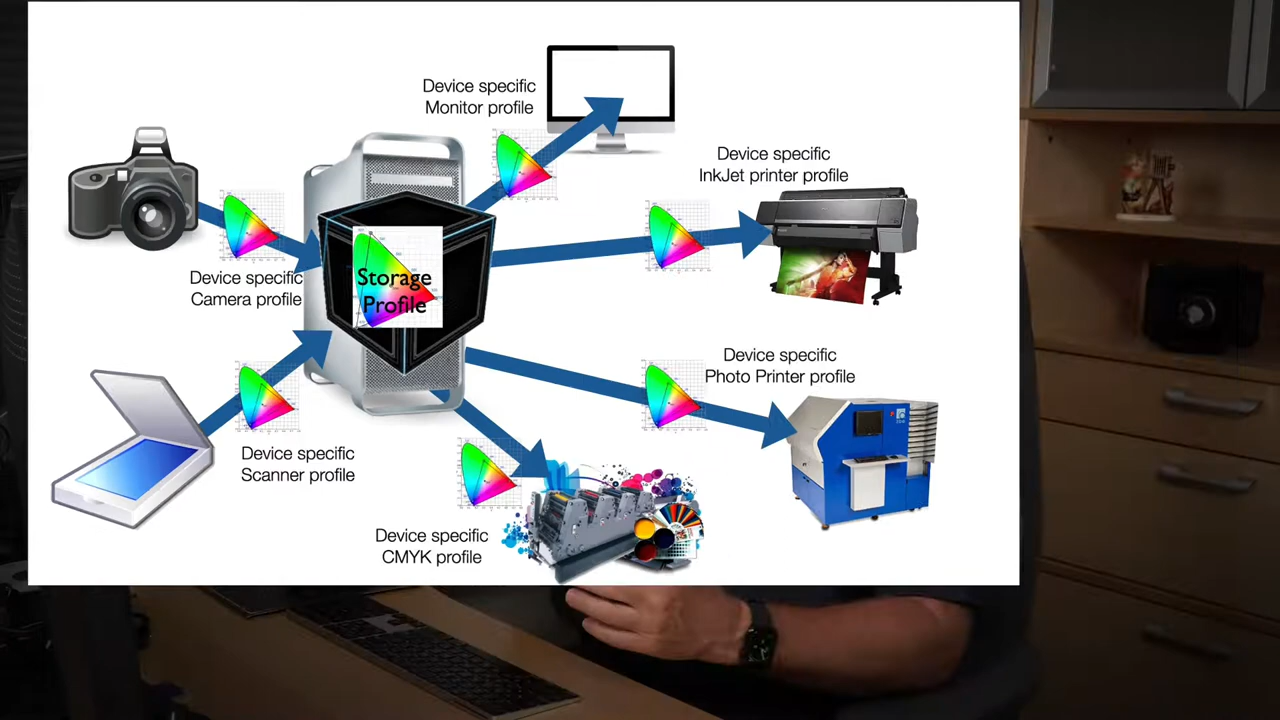 Device specific
Monitor profile
Device specific
InkJet printer profile
Device specific
Camera profile
Storage
Profile
Device specific
Photo Printer profile
Device specific
Scanner profile
Device specific
CMYK profile